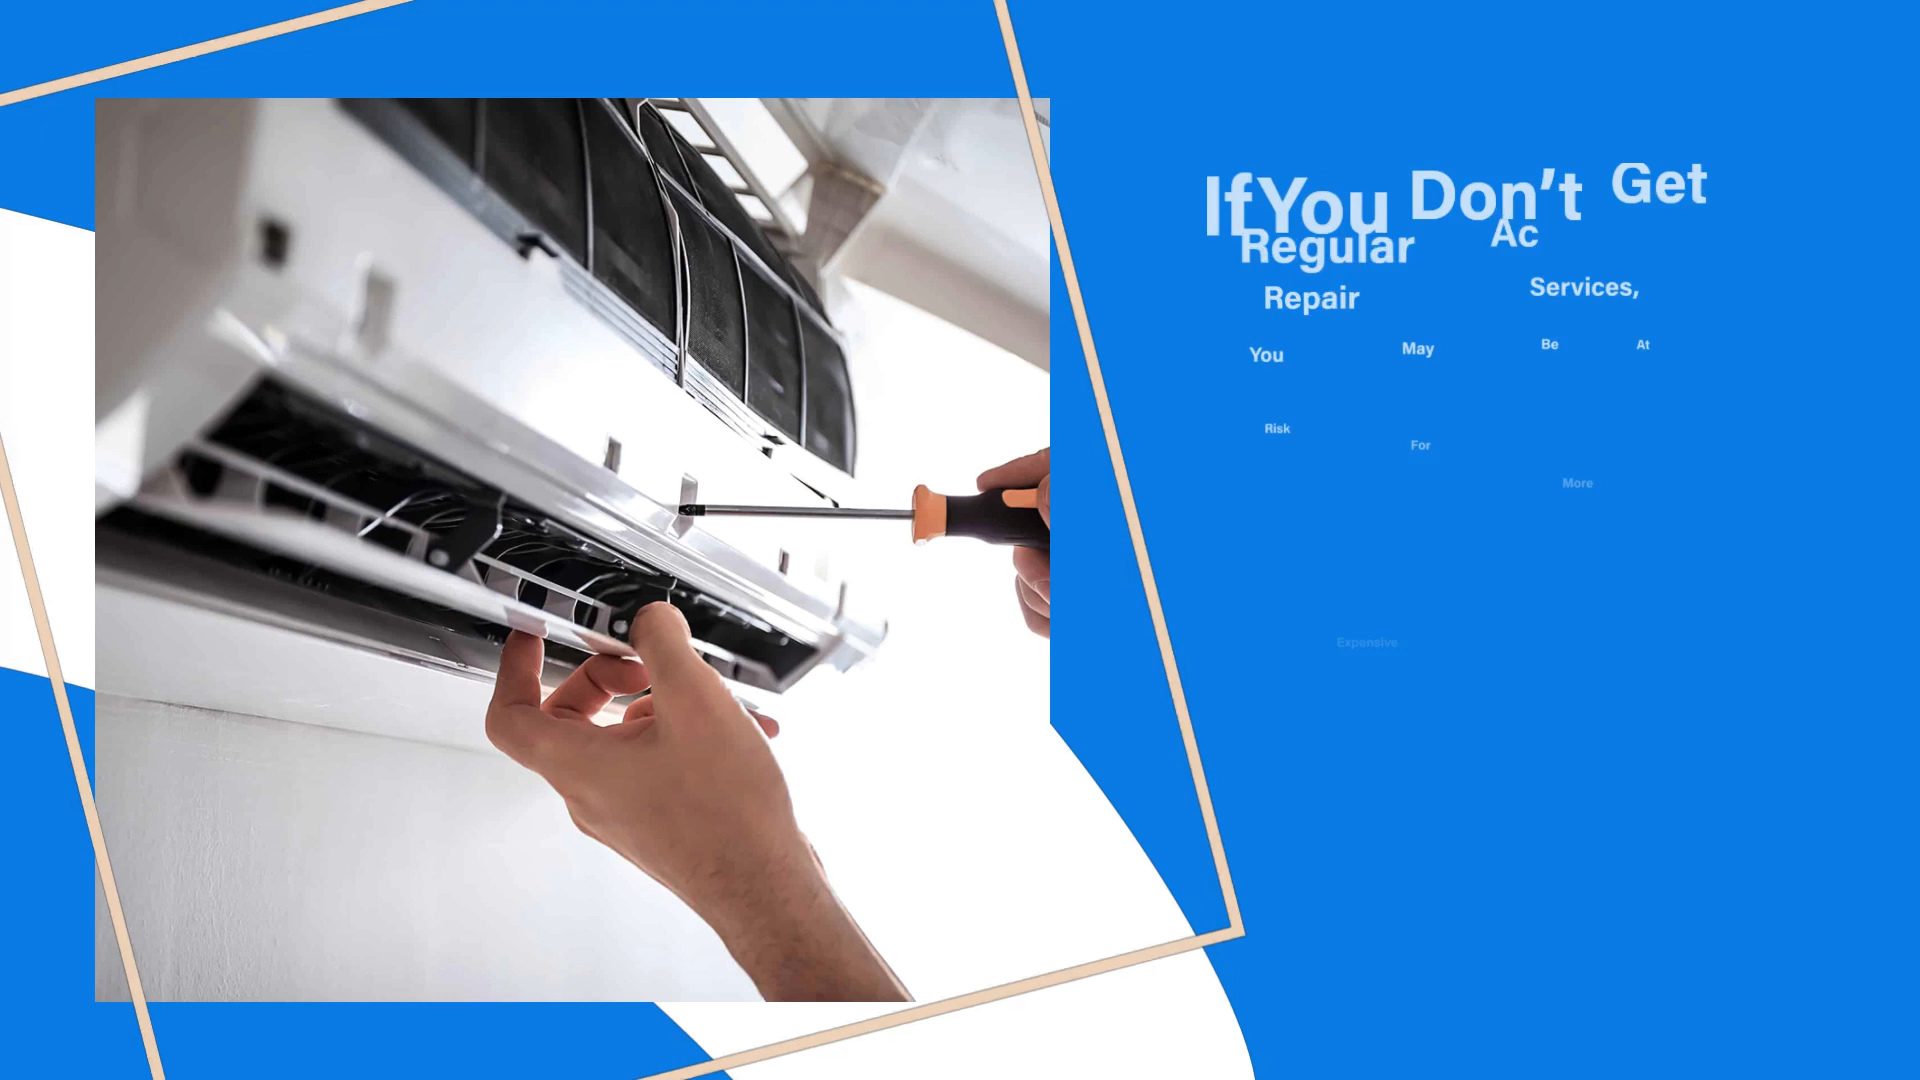 If You Don’t Get
Regular Ac
Repair Services,
You May Be At
Risk For
More
Expensive